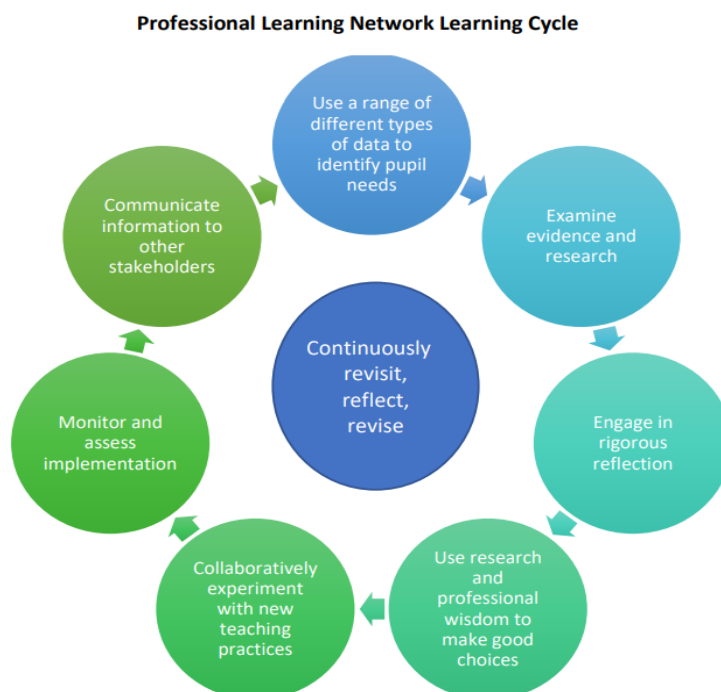 Professional Learning Network Learning Cycle
Use a range of
different types
of data to
identify pupil
needs
Examine
evidence and
research
Engage in
rigorous
reflection
Use research
and
professional
wisdom to
make good
choices
Collaboratively
experiment
with new
teaching
practices
Monitor and
assess
implementation
Communicate
information to
other
stakeholders
Continuously
revisit,
reflect,
revise